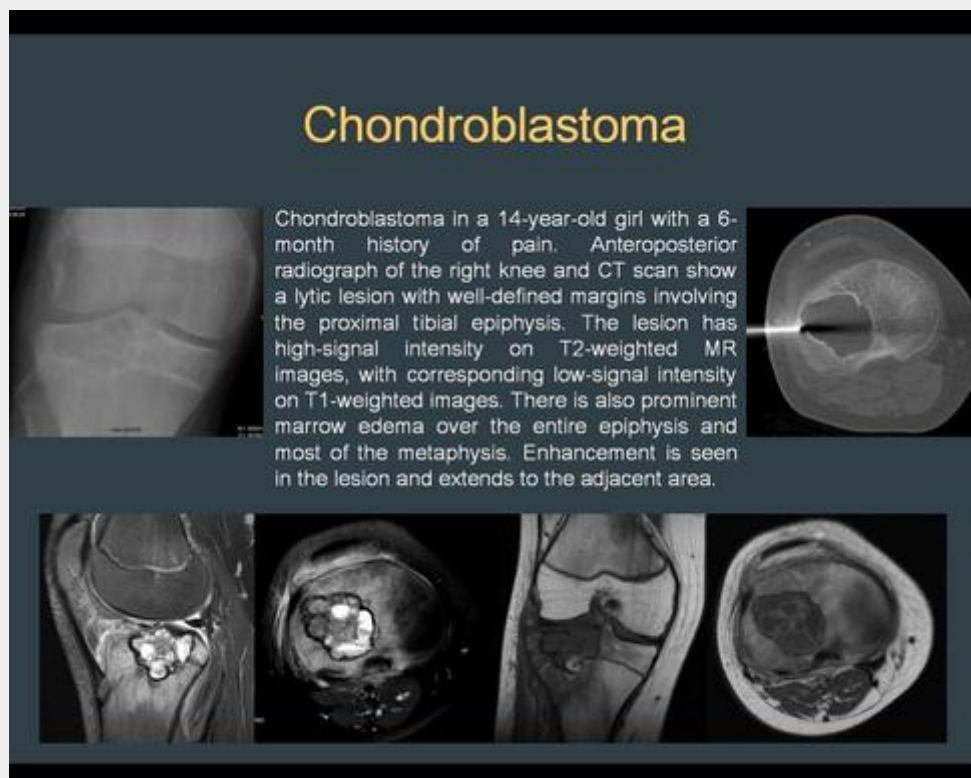 Chondroblastoma
Chondroblastoma in a 14-year-old girl with a 6-
month history of pain. Anteroposterior
radiograph of the right knee and CT scan show
a lytic lesion with well-defined margins involving
the proximal tibial epiphysis. The lesion has
high-signal intensity on T2-weighted MR
images, with corresponding low-signal intensity
on T1-weighted images. There is also prominent
marrow edema over the entire epiphysis and
most of the metaphysis. Enhancement is seen
in the lesion and extends to the adjacent area.